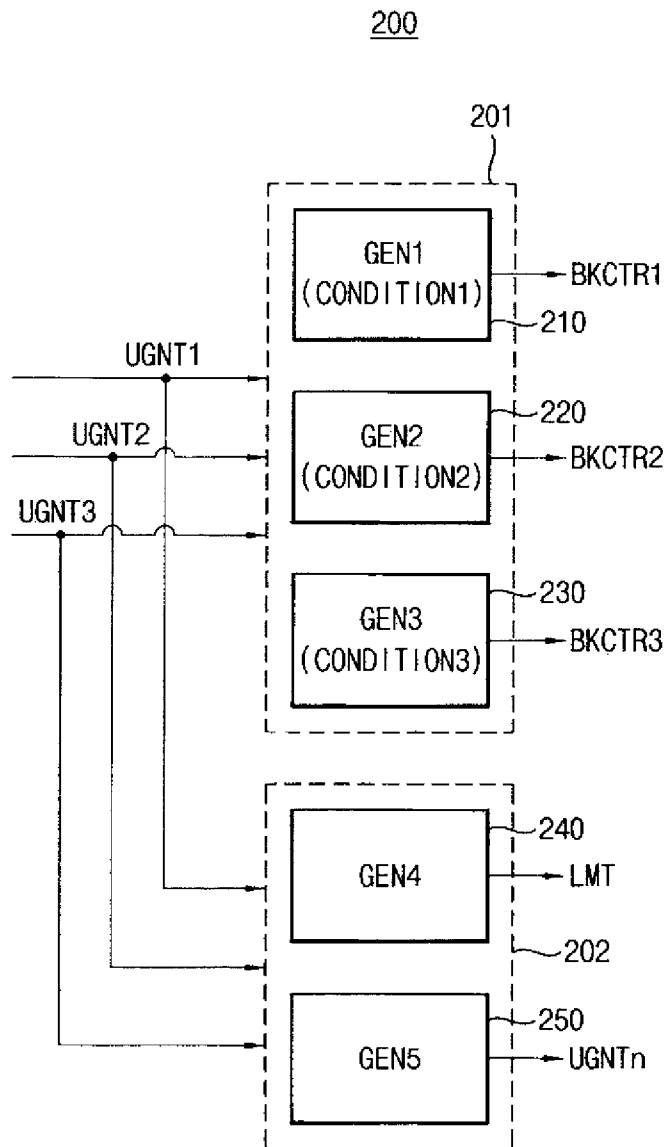 200
201
GEN1
(CONDITION1)
BKCTR1
210
UGNT1
220
UGNT2
GEN2
(CONDITION2)
BKCTR2
UGNT3
230
GEN3
(CONDITION3)
BKCTR3
240
GEN4
LMT
202
250
GEN5
UGNTn